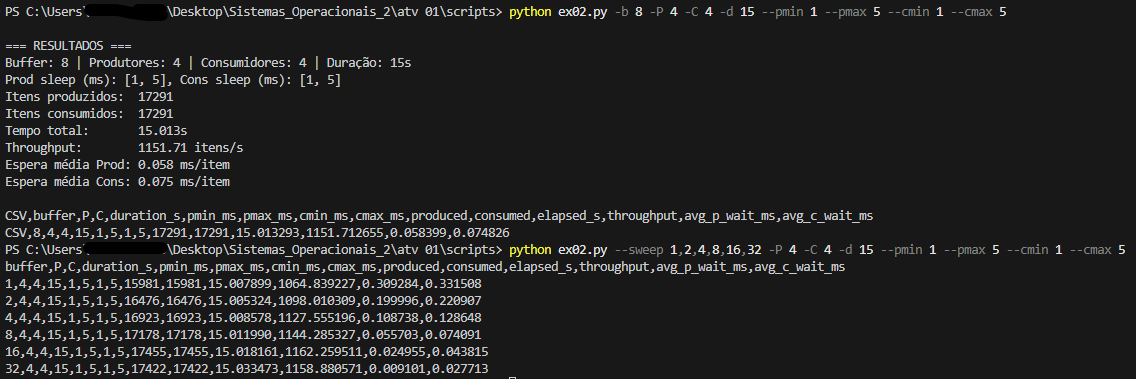 PS C:\Users\ \Desktop\Sistemas_Operacionais_2\atv 01\scripts> python ex02.py -b 8 -P 4 -C 4 -d 15 --pmin 1 --pmax 5 --cmin 1 --cmax 5
=== RESULTADOS ===
Buffer: 8 | Produtores: 4 | Consumidores: 4 | Duração: 15s
Prod sleep (ms): [1, 5], Cons sleep (ms): [1, 5]
Itens produzidos:  17291
Itens consumidos:  17291
Tempo total:       15.013s
Throughput:        1151.71 itens/s
Espera média Prod: 0.058 ms/item
Espera média Cons: 0.075 ms/item
CSV,buffer,P,C,duration_s,pmin_ms,pmax_ms,cmin_ms,cmax_ms,produced,consumed,elapsed_s,throughput,avg_p_wait_ms,avg_c_wait_ms
CSV,8,4,4,15,1,5,1,5,17291,17291,15.013293,1151.712655,0.058399,0.074826
PS C:\Users\ \Desktop\Sistemas_Operacionais_2\atv 01\scripts> python ex02.py --sweep 1,2,4,8,16,32 -P 4 -C 4 -d 15 --pmin 1 --pmax 5 --cmin 1 --cmax 5
buffer,P,C,duration_s,pmin_ms,pmax_ms,cmin_ms,cmax_ms,produced,consumed,elapsed_s,throughput,avg_p_wait_ms,avg_c_wait_ms
1,4,4,15,1,5,1,5,15981,15981,15.007899,1064.839227,0.309284,0.331508
2,4,4,15,1,5,1,5,16476,16476,15.005324,1098.010309,0.199996,0.220907
4,4,4,15,1,5,1,5,16923,16923,15.008578,1127.555196,0.108738,0.128648
8,4,4,15,1,5,1,5,17178,17178,15.011990,1144.285327,0.055703,0.074091
16,4,4,15,1,5,1,5,17455,17455,15.018161,1162.259511,0.024955,0.043815
32,4,4,15,1,5,1,5,17422,17422,15.033473,1158.880571,0.009101,0.027713